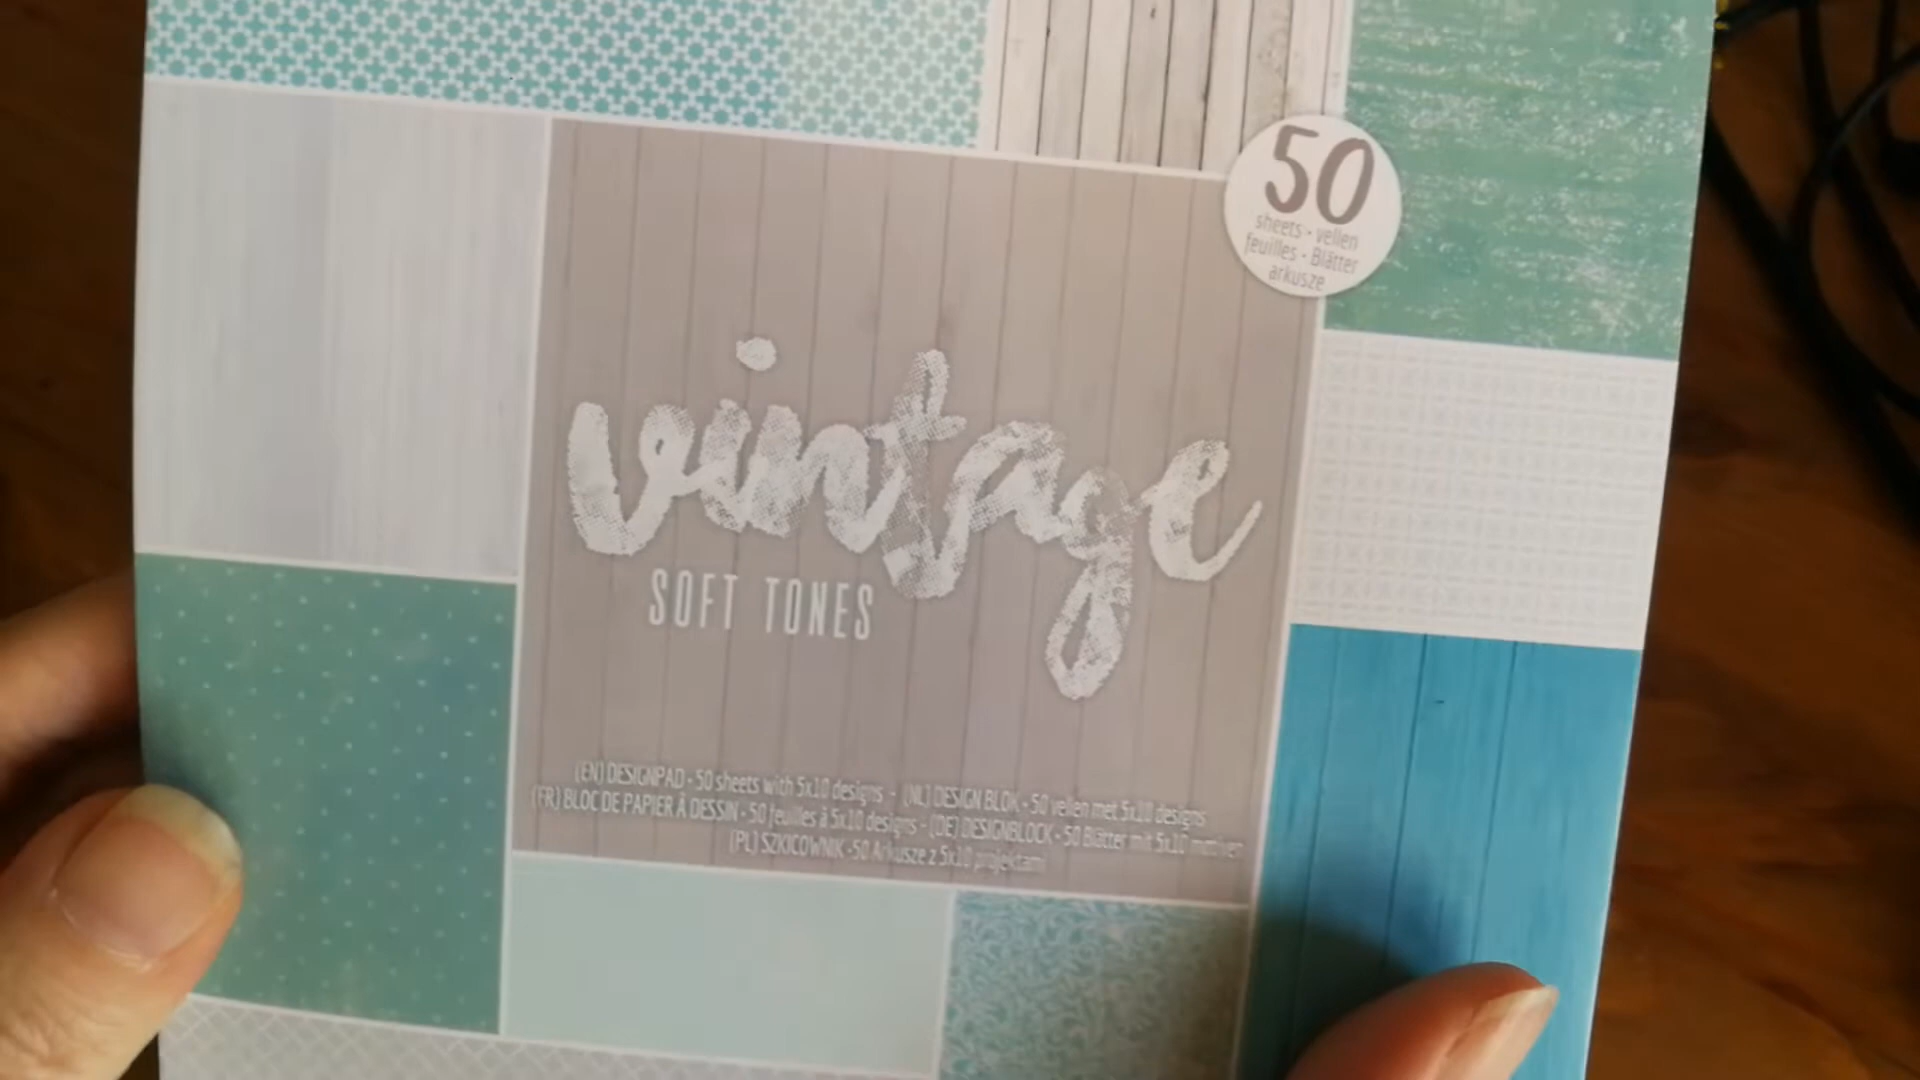 50
sheets - vellen
feuilles - Blätter
arkusze
vintage
SOFT TONES
(EN) DESIGNPAD - 50 sheets with 5x10 designs - (NL) DESIGN BLOK - 50 vellen met 5x10 designs
(FR) BLOC DE PAPIER À DESSIN - 50 feuilles à 5x10 designs - (DE) DESIGNBLOCK - 50 Blätter mit 5x10 motiven
(PL) SZKICOWNIK - 50 Arkusze z 5x10 projektami